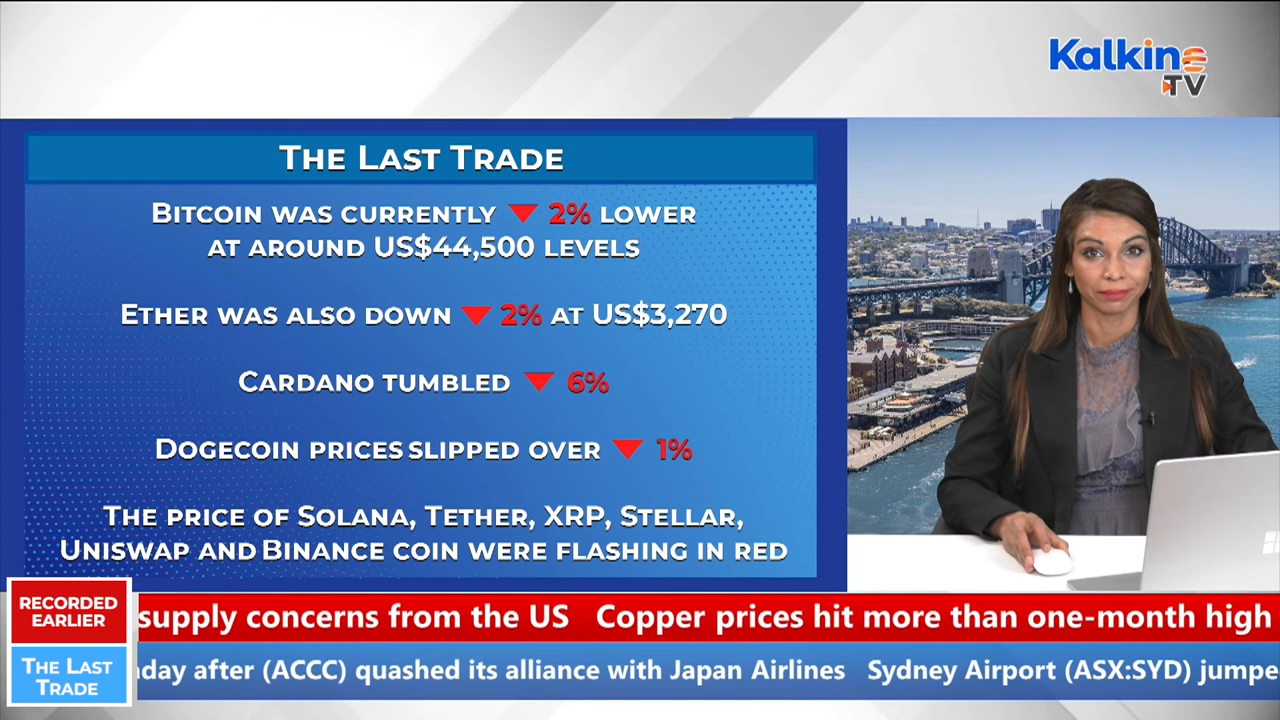 Kalkine
TV
The Last Trade
Bitcoin was currently ▼ 2% lower
at around US$44,500 levels
Ether was also down ▼ 2% at US$3,270
Cardano tumbled ▼ 6%
Dogecoin prices slipped over ▼ 1%
The price of Solana, Tether, XRP, Stellar,
Uniswap and Binance coin were flashing in red
RECORDED
EARLIER
supply concerns from the US Copper prices hit more than one-month high
The Last
Trade
day after (ACCC) quashed its alliance with Japan Airlines Sydney Airport (ASX:SYD) jumpe